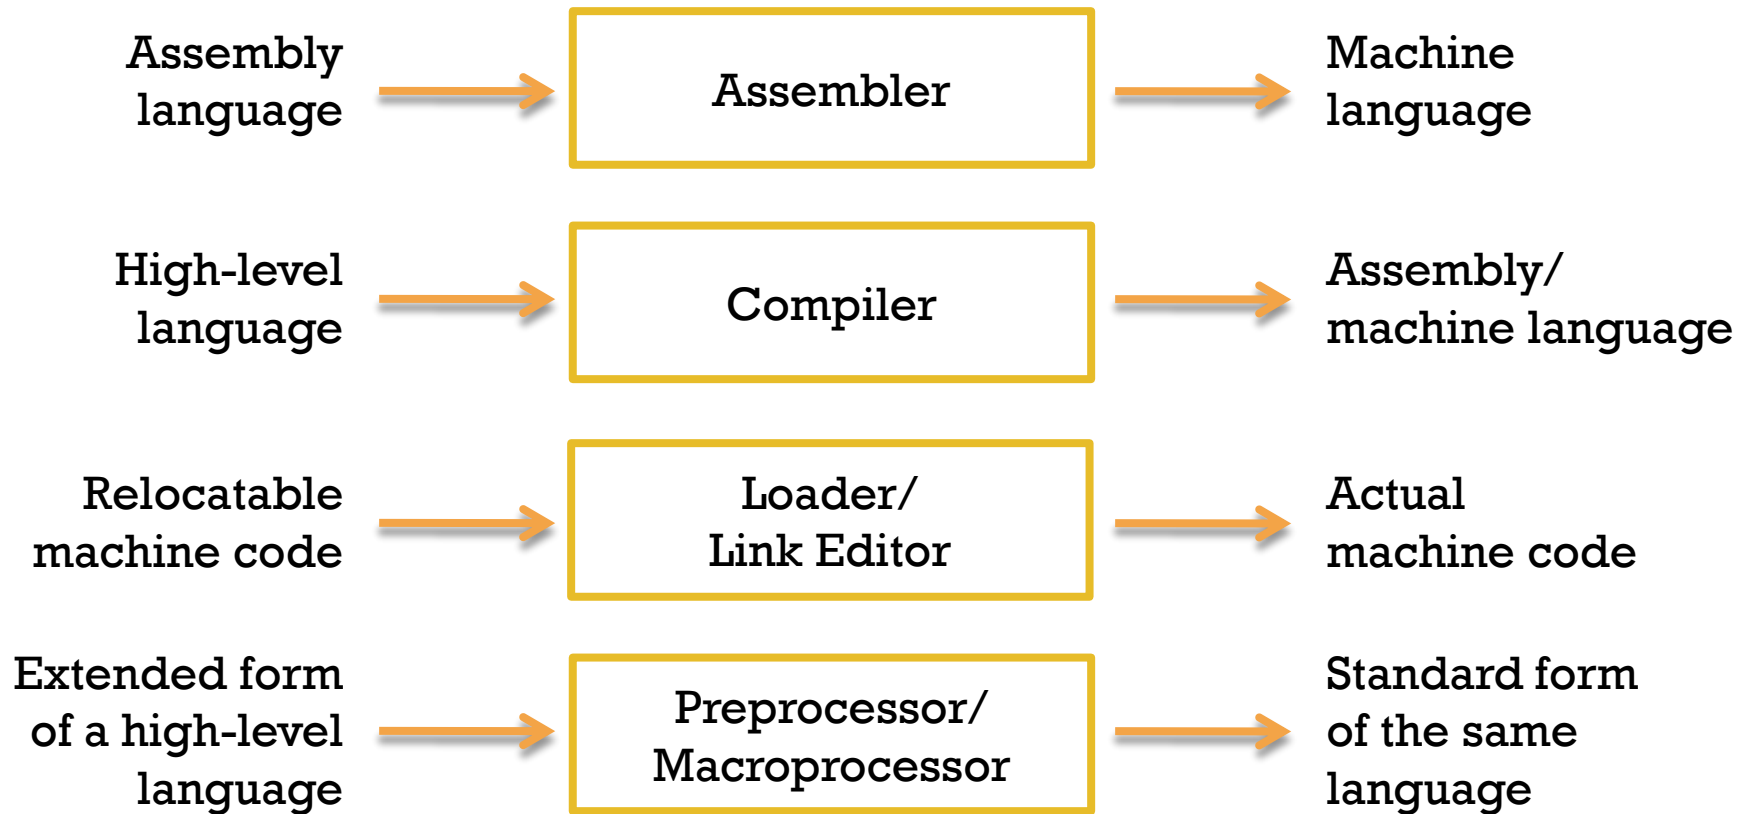 Assembly
language
Assembler
Machine
language
High-level
language
Compiler
Assembly/
machine language
Relocatable
machine code
Loader/
Link Editor
Actual
machine code
Extended form
of a high-level
language
Preprocessor/
Macroprocessor
Standard form
of the same
language